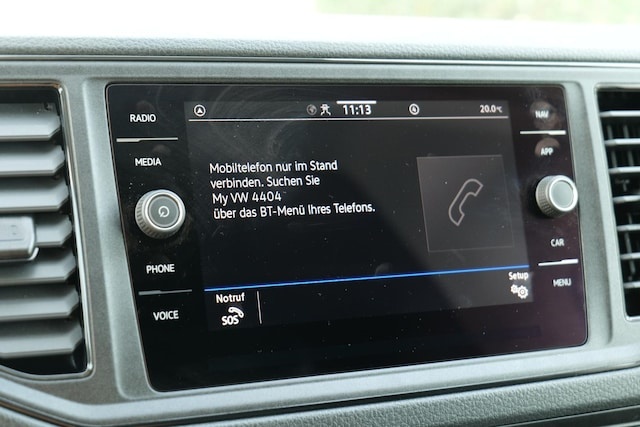 RADIO
MEDIA
PHONE
VOICE
11:13
20.0°C
Mobiltelefon nur im Stand
verbinden. Suchen Sie
My VW 4404
über das BT-Menü Ihres Telefons.
Notruf
SOS
Setup
NAV
APP
CAR
MENU